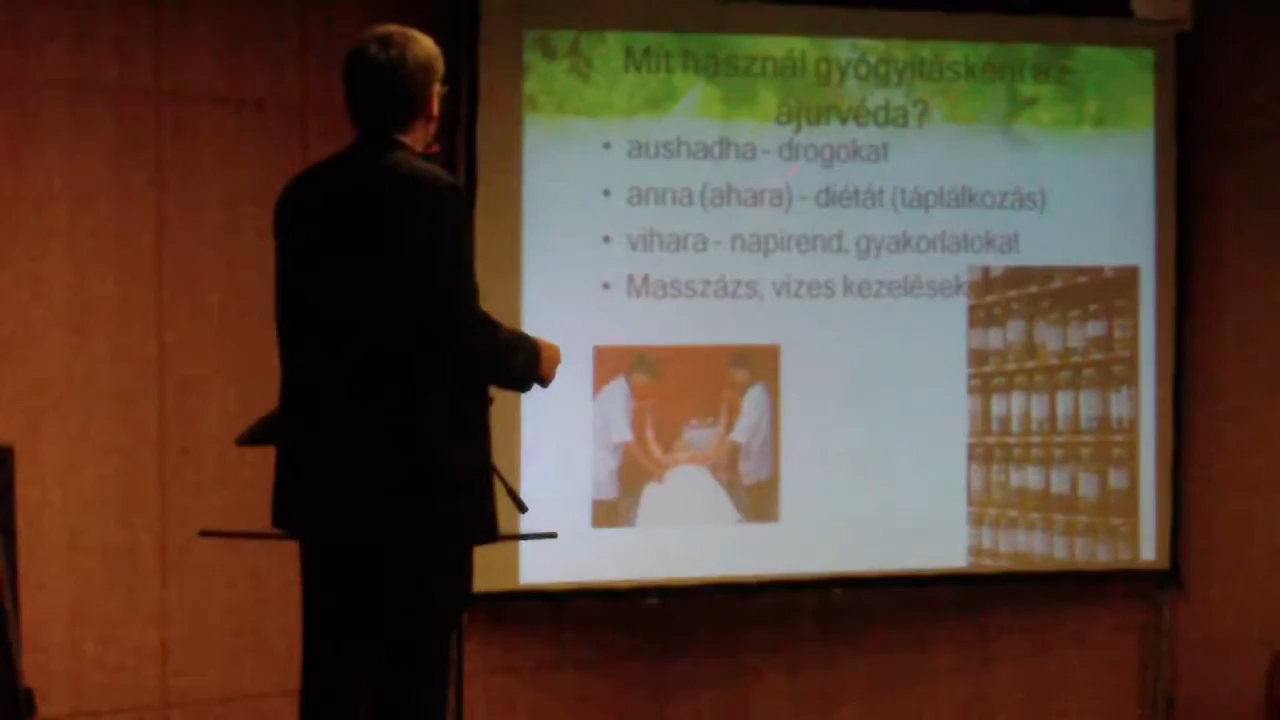 Mit használ gyógyításként az
ájurvéda?
• aushadha - drogokat
• anna (ahara) - diétát (táplálkozás)
• vihara - napirend, gyakorlatokat
• Masszázs, vizes kezelések